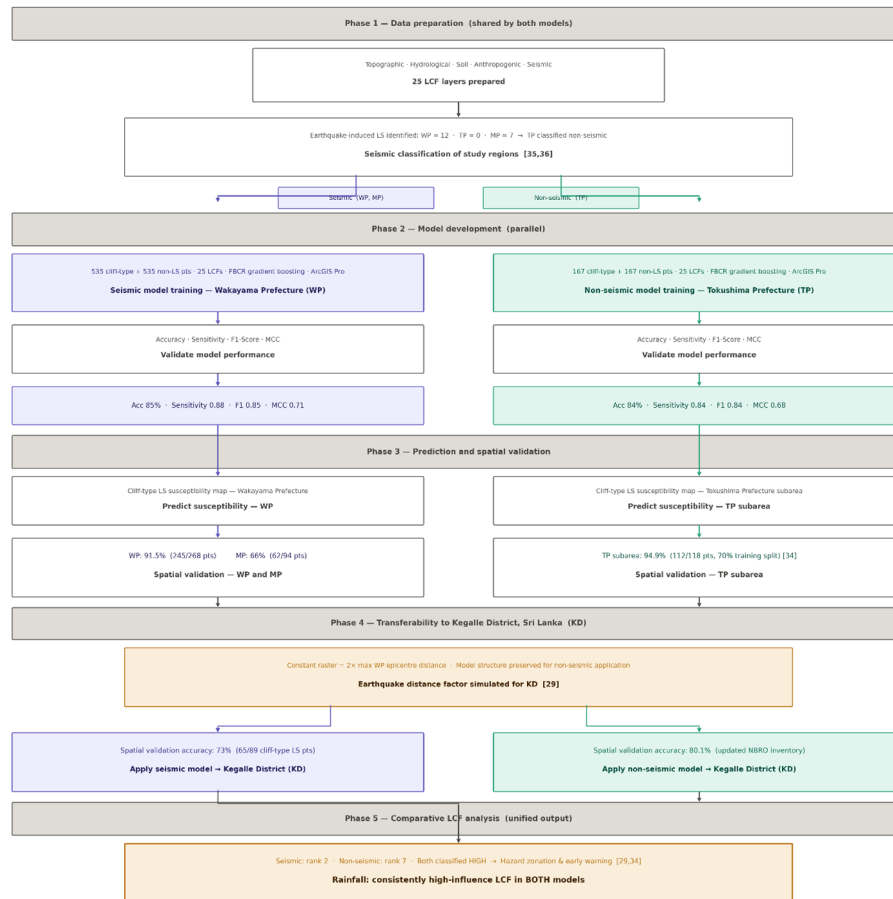 Phase 1 — Data preparation (shared by both models)
Topographic · Hydrological · Soil · Anthropogenic · Seismic
25 LCF layers prepared
Earthquake-induced LS identified: WP = 12 · TP = 0 · MP = 7 → TP classified non-seismic
Seismic classification of study regions [35,36]
Seismic (WP, MP)
Non-seismic (TP)
Phase 2 — Model development (parallel)
535 cliff-type + 535 non-LS pts · 25 LCFs · FBCR gradient boosting · ArcGIS Pro
Seismic model training — Wakayama Prefecture (WP)
167 cliff-type + 167 non-LS pts · 25 LCFs · FBCR gradient boosting · ArcGIS Pro
Non-seismic model training — Tokushima Prefecture (TP)
Accuracy · Sensitivity · F1-Score · MCC
Validate model performance
Accuracy · Sensitivity · F1-Score · MCC
Validate model performance
Acc 85% · Sensitivity 0.88 · F1 0.85 · MCC 0.71
Acc 84% · Sensitivity 0.84 · F1 0.84 · MCC 0.68
Phase 3 — Prediction and spatial validation
Cliff-type LS susceptibility map — Wakayama Prefecture
Predict susceptibility — WP
Cliff-type LS susceptibility map — Tokushima Prefecture subarea
Predict susceptibility — TP subarea
WP: 91.5% (245/268 pts) MP: 66% (62/94 pts)
Spatial validation — WP and MP
TP subarea: 94.9% (112/118 pts, 70% training split) [34]
Spatial validation — TP subarea
Phase 4 — Transferability to Kegalle District, Sri Lanka (KD)
Constant raster ~ 2× max WP epicentre distance · Model structure preserved for non-seismic application
Earthquake distance factor simulated for KD [29]
Spatial validation accuracy: 73% (65/89 cliff-type LS pts)
Apply seismic model → Kegalle District (KD)
Spatial validation accuracy: 80.1% (updated NBRO inventory)
Apply non-seismic model → Kegalle District (KD)
Phase 5 — Comparative LCF analysis (unified output)
Seismic: rank 2 · Non-seismic: rank 7 · Both classified HIGH → Hazard zonation & early warning [29,34]
Rainfall: consistently high-influence LCF in BOTH models